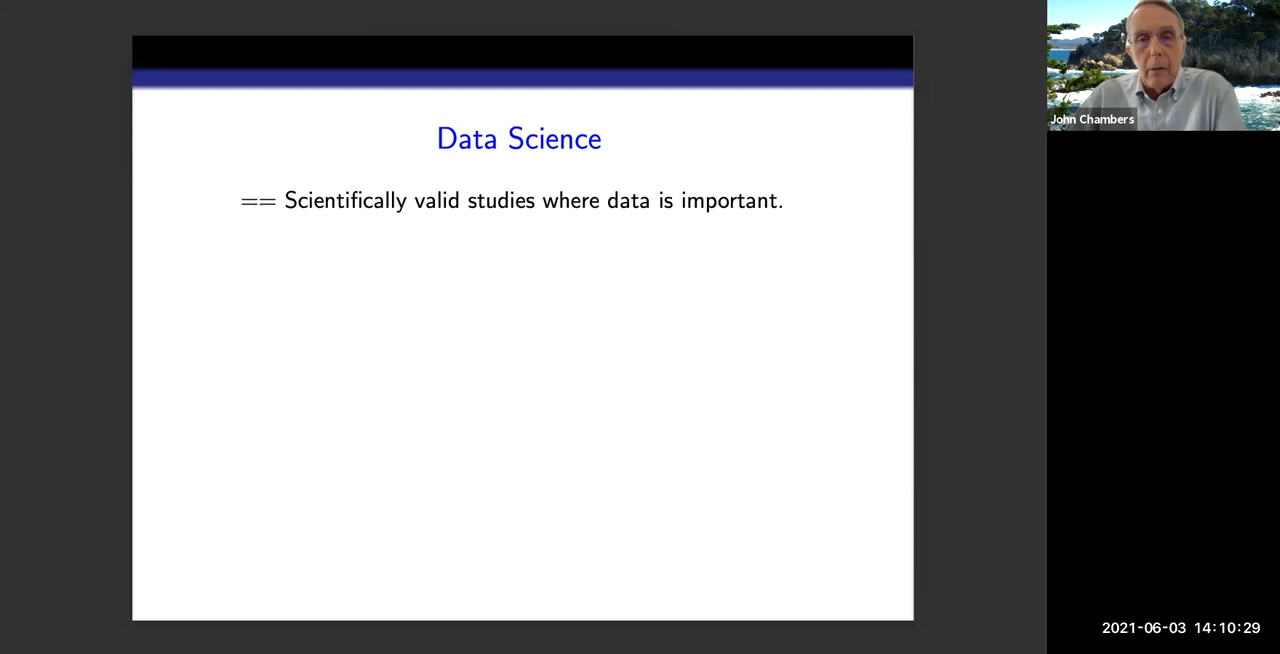 Data Science
== Scientifically valid studies where data is important.
John Chambers
2021-06-03 14:10:29